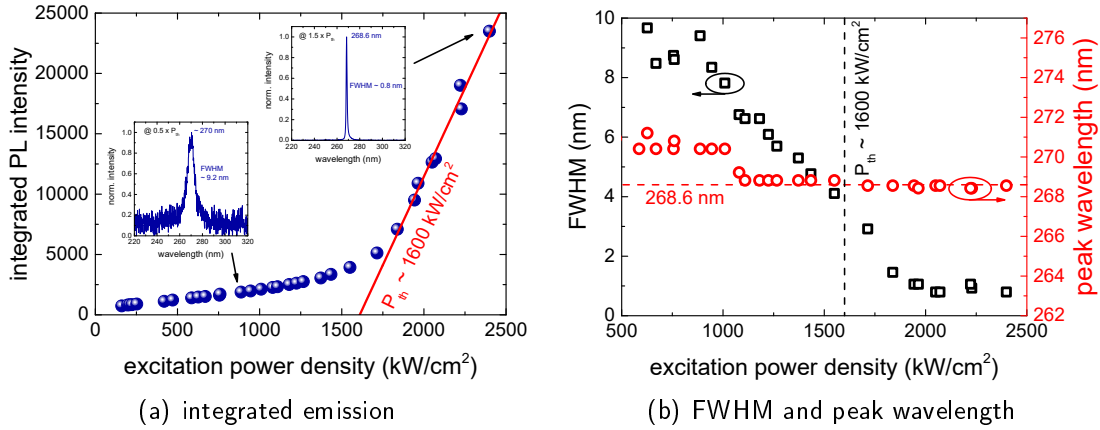 integrated PL intensity
25000
20000
15000
10000
5000
0
0 500 1000 1500 2000 2500
excitation power density (kW/cm²)
@ 1.5 x P_th
268.6 nm
FWHM ~ 0.8 nm
norm. intensity
1.0
0.8
0.6
0.4
0.2
0.0
220 240 260 280 300 320
wavelength (nm)
@ 0.5 x P_th
~ 270 nm
FWHM
~ 9.2 nm
norm. intensity
1.0
0.8
0.6
0.4
0.2
0.0
220 240 260 280 300 320
wavelength (nm)
P_th ~ 1600 kW/cm²
(a) integrated emission
FWHM (nm)
10
8
6
4
2
0
500 1000 1500 2000 2500
excitation power density (kW/cm²)
268.6 nm
P_th ~ 1600 kW/cm²
276
274
272
270
268
266
264
262
peak wavelength (nm)
(b) FWHM and peak wavelength